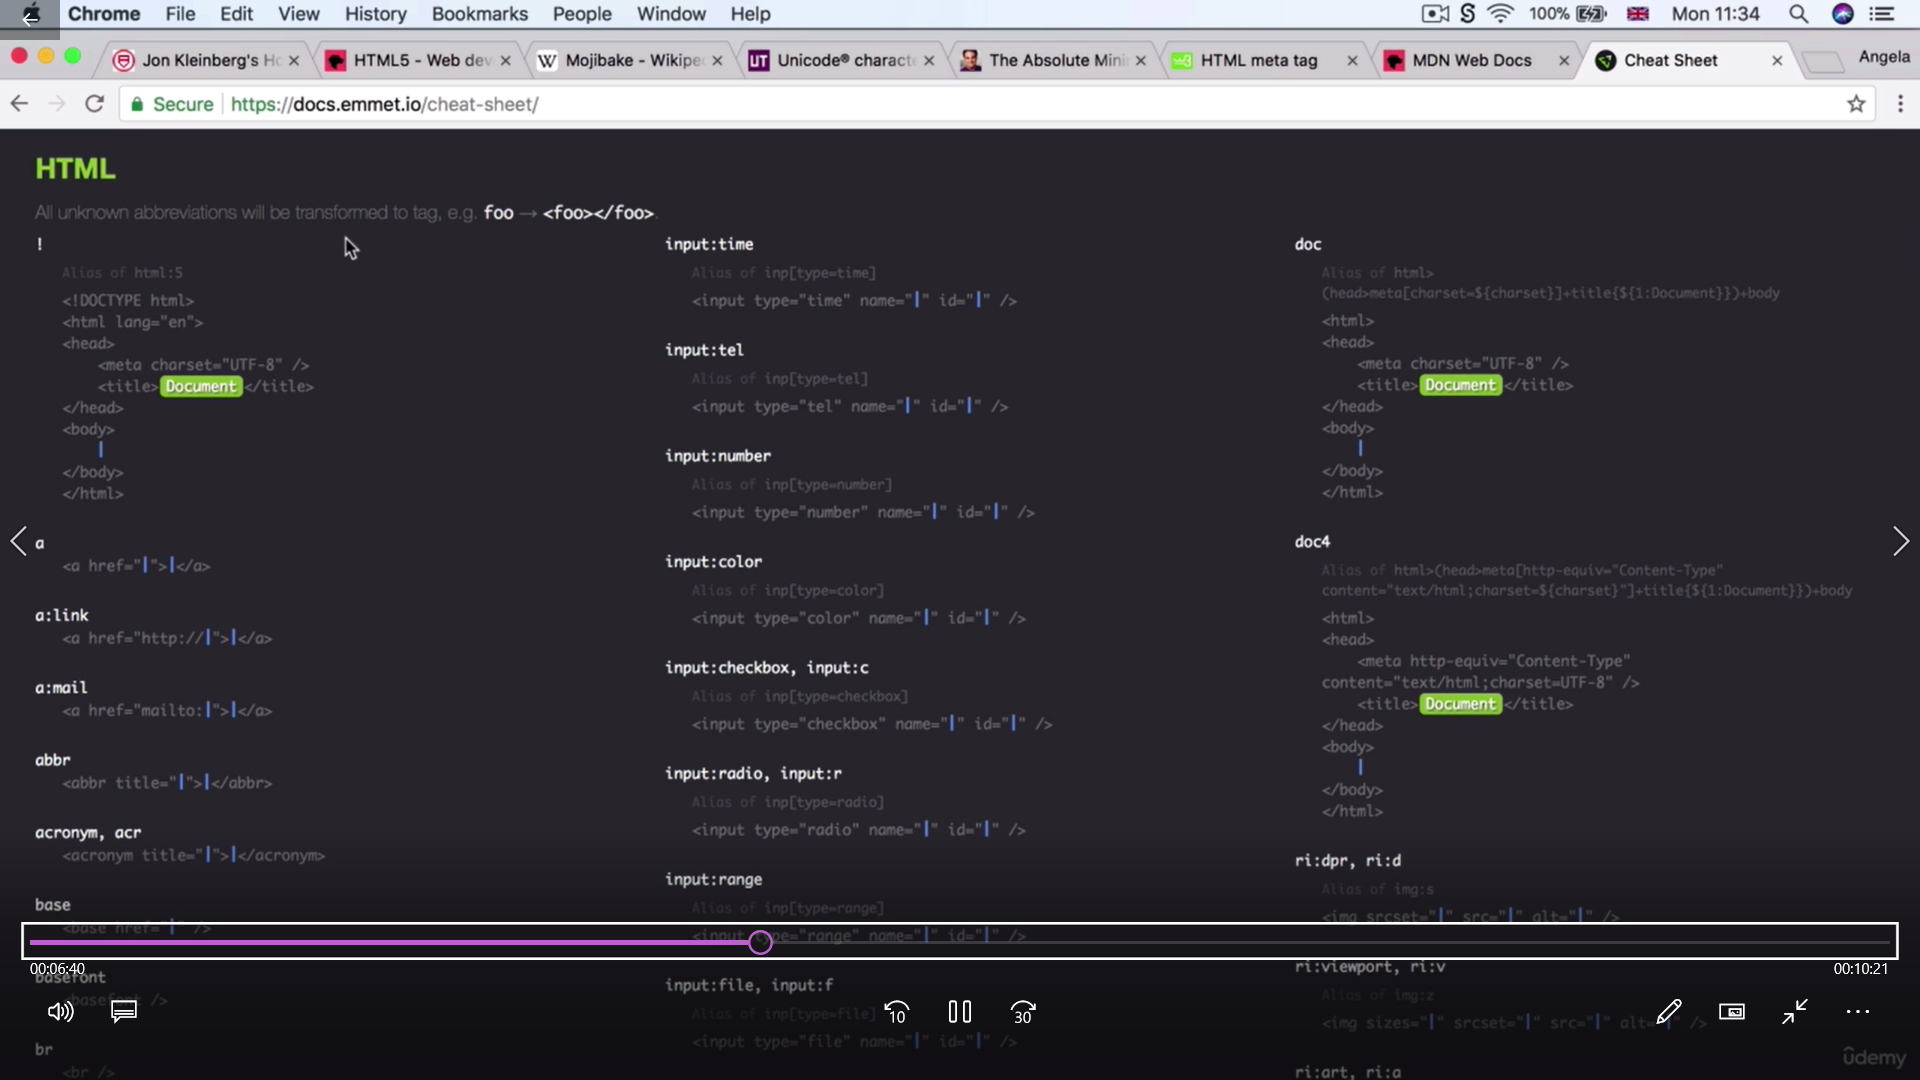 Chrome File Edit View History Bookmarks People Window Help 100% Mon 11:34
Jon Kleinberg's Ho HTML5 - Web dev Mojibake - Wikipe Unicode® characte The Absolute Mini HTML meta tag MDN Web Docs Cheat Sheet Angela
Secure https://docs.emmet.io/cheat-sheet/
HTML
All unknown abbreviations will be transformed to tag, e.g. foo → <foo></foo>.
!
Alias of html:5
<!DOCTYPE html>
<html lang="en">
<head>
<meta charset="UTF-8" />
<title>Document</title>
</head>
<body>
</body>
</html>
a
<a href="|">|</a>
a:link
<a href="http://|">|</a>
a:mail
<a href="mailto:|">|</a>
abbr
<abbr title="|">|</abbr>
acronym, acr
<acronym title="|">|</acronym>
base
<base href="|" />
basefont
<basefont />
br
<br />
input:time
Alias of inp[type=time]
<input type="time" name="|" id="|" />
input:tel
Alias of inp[type=tel]
<input type="tel" name="|" id="|" />
input:number
Alias of inp[type=number]
<input type="number" name="|" id="|" />
input:color
Alias of inp[type=color]
<input type="color" name="|" id="|" />
input:checkbox, input:c
Alias of inp[type=checkbox]
<input type="checkbox" name="|" id="|" />
input:radio, input:r
Alias of inp[type=radio]
<input type="radio" name="|" id="|" />
input:range
Alias of inp[type=range]
<input type="range" name="|" id="|" />
input:file, input:f
Alias of inp[type=file]
<input type="file" name="|" id="|" />
doc
Alias of html>
(head>meta[charset=${charset}]+title{${1:Document}})+body
<html>
<head>
<meta charset="UTF-8" />
<title>Document</title>
</head>
<body>
</body>
</html>
doc4
Alias of html>(head>meta[http-equiv="Content-Type"
content="text/html;charset=${charset}"]+title{${1:Document}})+body
<html>
<head>
<meta http-equiv="Content-Type"
content="text/html;charset=UTF-8" />
<title>Document</title>
</head>
<body>
</body>
</html>
ri:dpr, ri:d
Alias of img:s
<img srcset="|" src="|" alt="|" />
ri:viewport, ri:v
Alias of img:z
<img sizes="|" srcset="|" src="|" alt="|" />
ri:art, ri:a
00:06:40
00:10:21
10
30
ûdemy